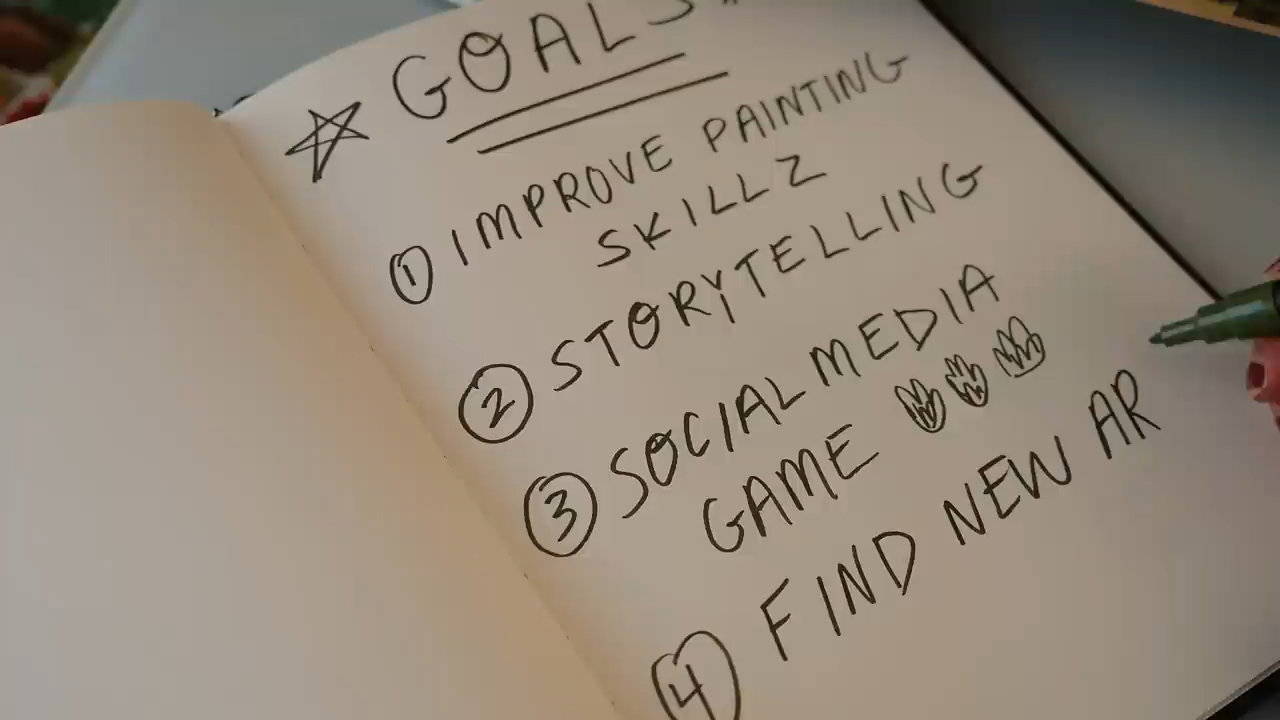 GOALS
① IMPROVE PAINTING
SKILLZ
② STORYTELLING
③ SOCIAL MEDIA
GAME
④ FIND NEW AR